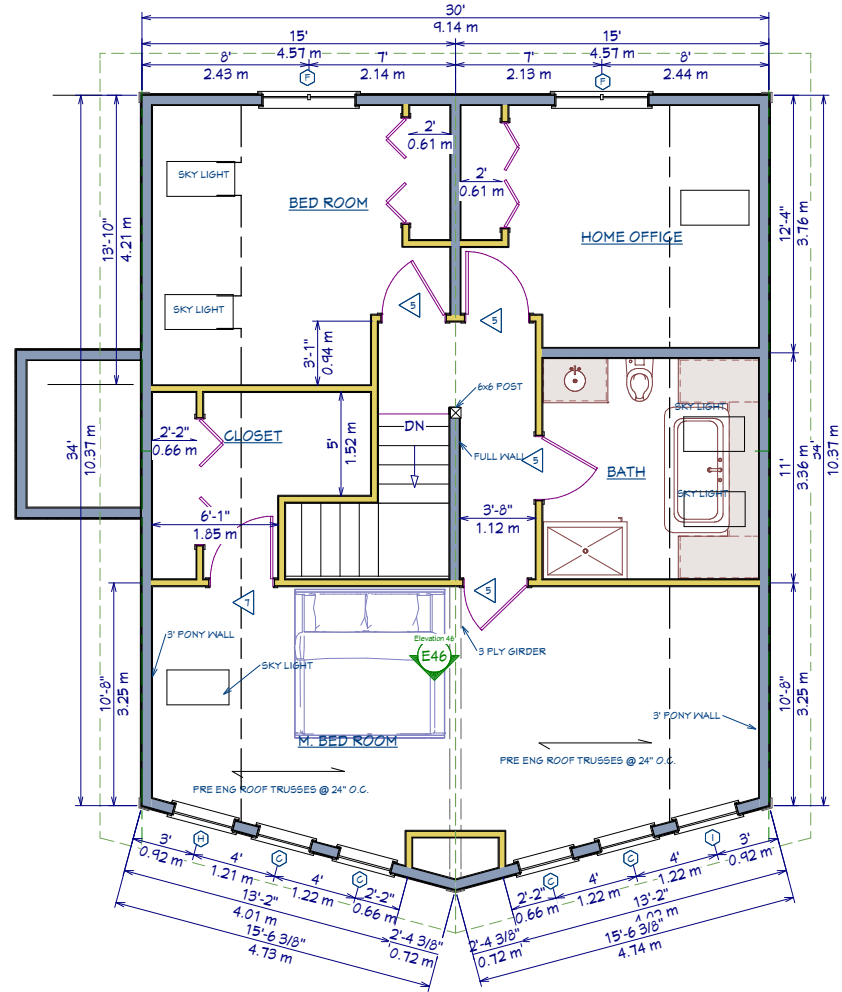 30'
9.14 m
15'
15'
4.57 m
4.57 m
8'
7'
7'
8'
2.43 m
2.14 m
2.13 m
2.44 m
F
F
2'
0.61 m
2'
0.61 m
SKY LIGHT
BED ROOM
HOME OFFICE
13'-10"
4.21 m
12'-4"
3.76 m
SKY LIGHT
5
5
3'-1"
0.94 m
6x6 POST
SKY LIGHT
2'-2"
0.66 m
CLOSET
5'
1.52 m
DN
FULL WALL
5
BATH
34'
10.37 m
11'
3.36 m
34'
10.37 m
SKY LIGHT
6'-1"
1.85 m
3'-8"
1.12 m
7
5
3' PONY WALL
Elevation 46
E46
3 PLY GIRDER
SKY LIGHT
10'-8"
3.25 m
10'-8"
3.25 m
3' PONY WALL
M. BED ROOM
PRE ENG ROOF TRUSSES @ 24" O.C.
PRE ENG ROOF TRUSSES @ 24" O.C.
3'
0.92 m
H
4'
1.21 m
C
4'
1.22 m
C
2'-2"
0.66 m
13'-2"
4.01 m
15'-6 3/8"
4.73 m
2'-4 3/8"
0.72 m
2'-4 3/8"
0.72 m
2'-2"
0.66 m
C
4'
1.22 m
C
4'
1.22 m
I
3'
0.92 m
13'-2"
15'-6 3/8"
4.74 m